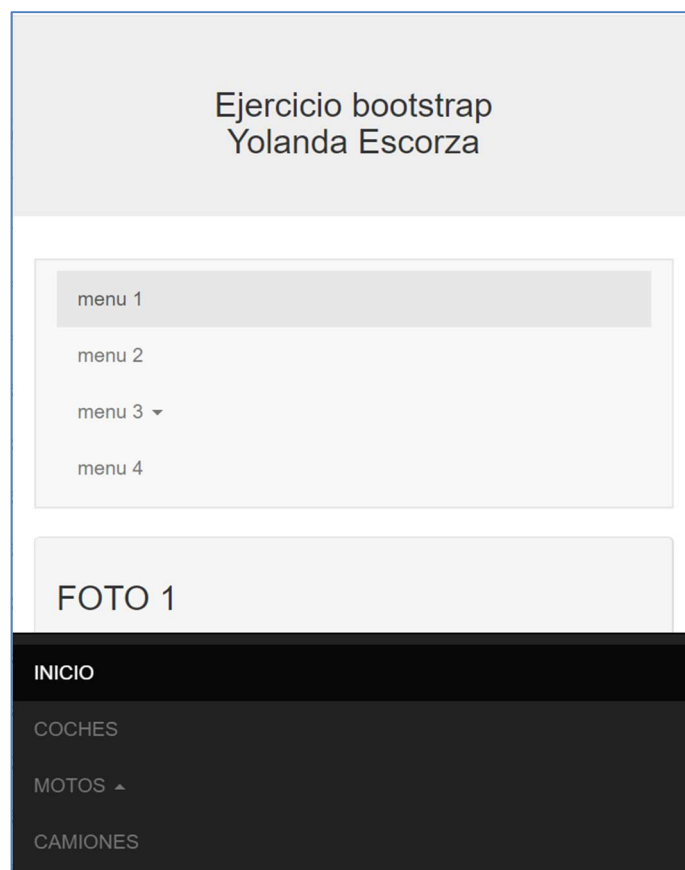 Ejercicio bootstrap
Yolanda Escorza
menu 1
menu 2
menu 3
menu 4
FOTO 1
INICIO
COCHES
MOTOS
CAMIONES